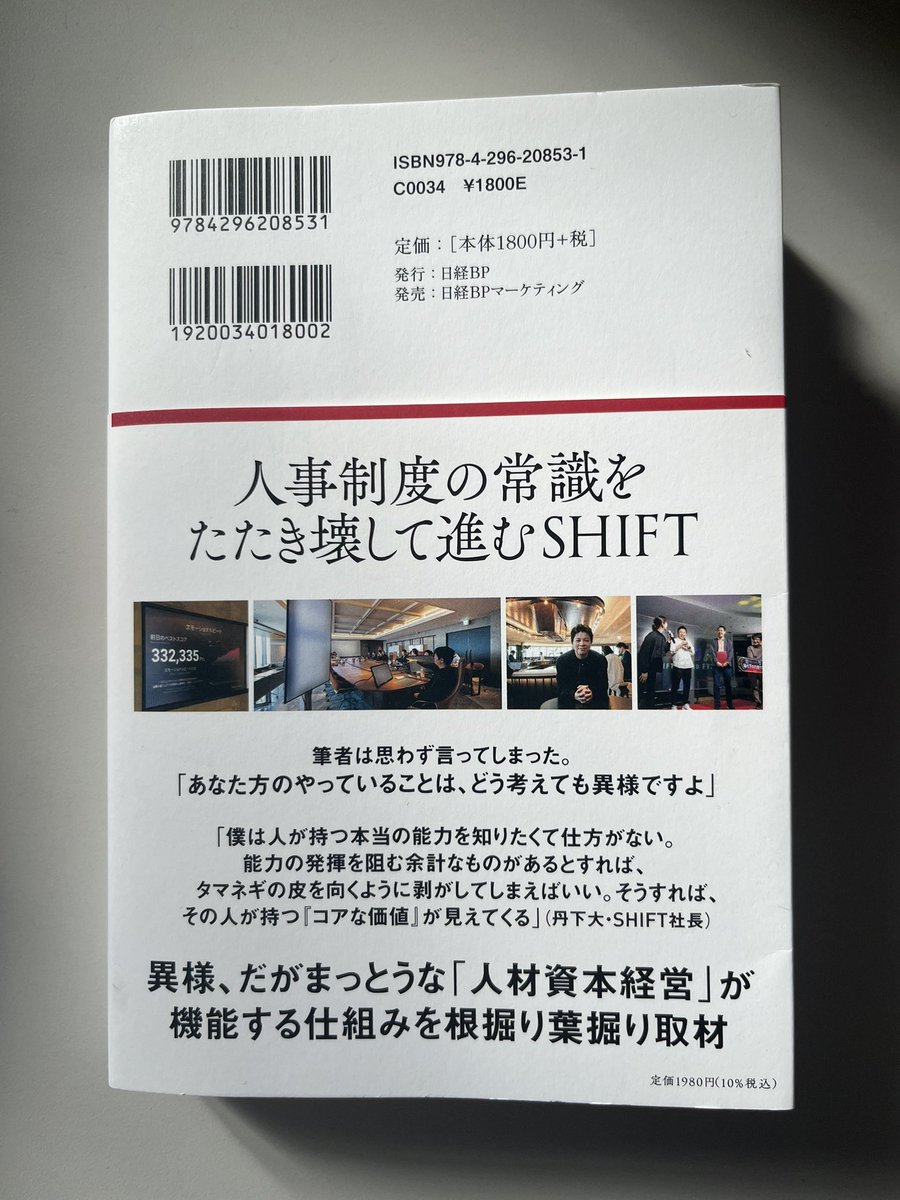 ISBN978-4-296-20853-1
C0034 ¥1800E
9784296208531
定価：[本体1800円+税]
発行：日経BP
発売：日経BPマーケティング
1920034018002
人事制度の常識を
たたき壊して進むSHIFT
昨日のベストスコア
332,335
筆者は思わず言ってしまった。
「あなた方のやっていることは、どう考えても異様ですよ」
「僕は人が持つ本当の能力を知りたくて仕方がない。
能力の発揮を阻む余計なものがあるとすれば、
タマネギの皮を向くように剥がしてしまえばいい。そうすれば、
その人が持つ『コアな価値』が見えてくる」（丹下大・SHIFT社長）
異様、だがまっとうな「人材資本経営」が
機能する仕組みを根掘り葉掘り取材
定価1980円（10%税込）